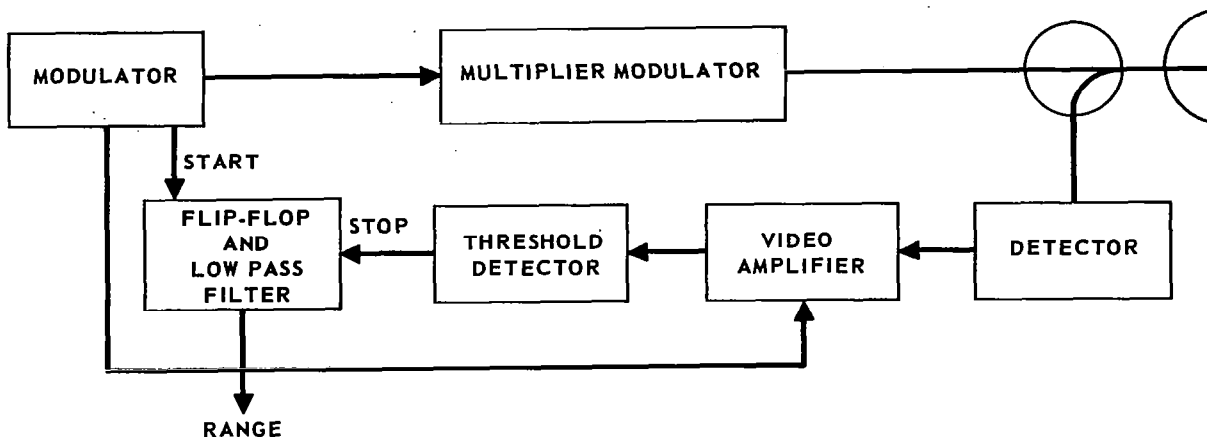 MODULATOR
MULTIPLIER MODULATOR
START
FLIP-FLOP
AND
LOW PASS
FILTER
STOP
THRESHOLD
DETECTOR
VIDEO
AMPLIFIER
DETECTOR
RANGE